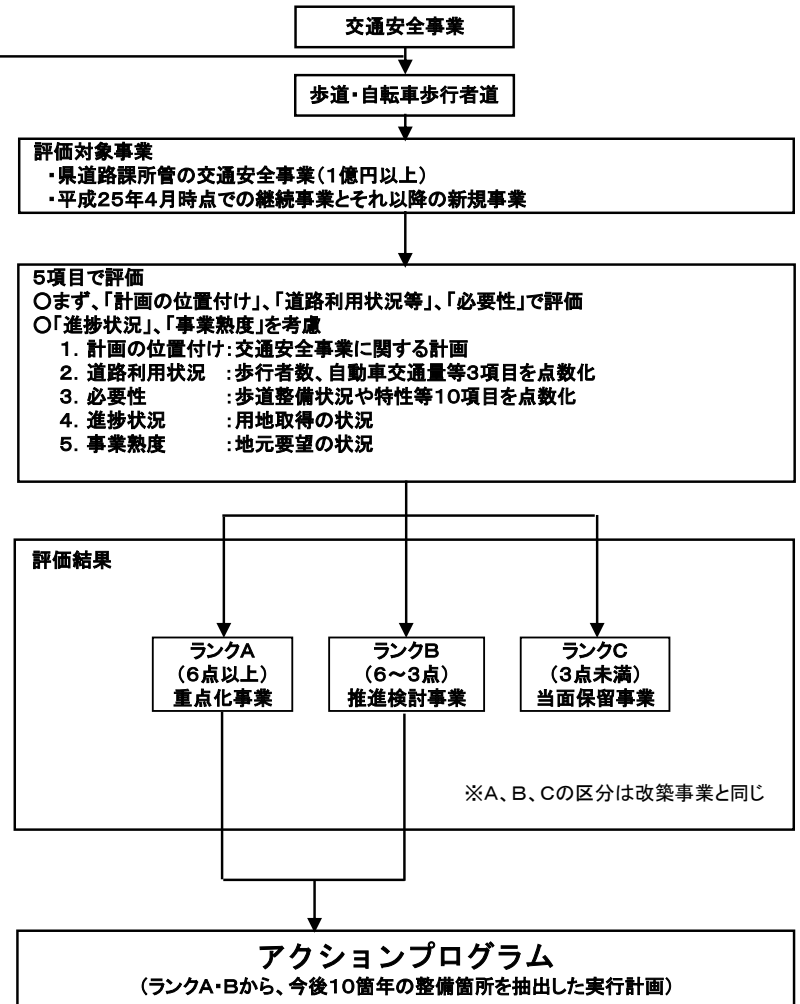 交通安全事業
歩道・自転車歩行者道
評価対象事業
・県道路課所管の交通安全事業(1億円以上)
・平成25年4月時点での継続事業とそれ以降の新規事業
5項目で評価
○まず、「計画の位置付け」、「道路利用状況等」、「必要性」で評価
○「進捗状況」、「事業熟度」を考慮
1．計画の位置付け：交通安全事業に関する計画
2．道路利用状況　：歩行者数、自動車交通量等3項目を点数化
3．必要性　　　　：歩道整備状況や特性等10項目を点数化
4．進捗状況　　　：用地取得の状況
5．事業熟度　　　：地元要望の状況
評価結果
ランクA
(6点以上)
重点化事業
ランクB
(6～3点)
推進検討事業
ランクC
(3点未満)
当面保留事業
※A、B、Cの区分は改築事業と同じ
アクションプログラム
(ランクA・Bから、今後10箇年の整備箇所を抽出した実行計画)